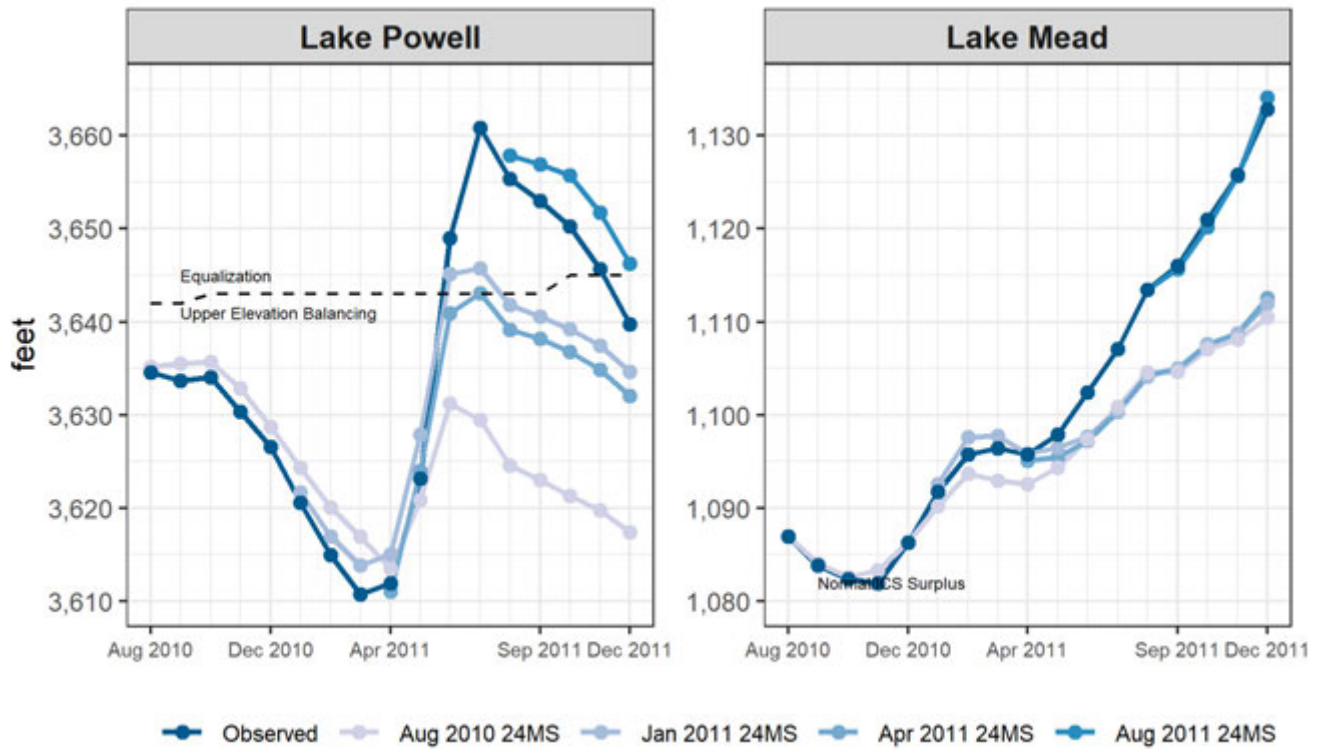 Lake Powell
Lake Mead
feet
3,660
3,650
3,640
3,630
3,620
3,610
Equalization
Upper Elevation Balancing
Aug 2010 Dec 2010 Apr 2011 Sep 2011 Dec 2011
1,130
1,120
1,110
1,100
1,090
1,080
ICS Surplus
Aug 2010 Dec 2010 Apr 2011 Sep 2011 Dec 2011
Observed Aug 2010 24MS Jan 2011 24MS Apr 2011 24MS Aug 2011 24MS